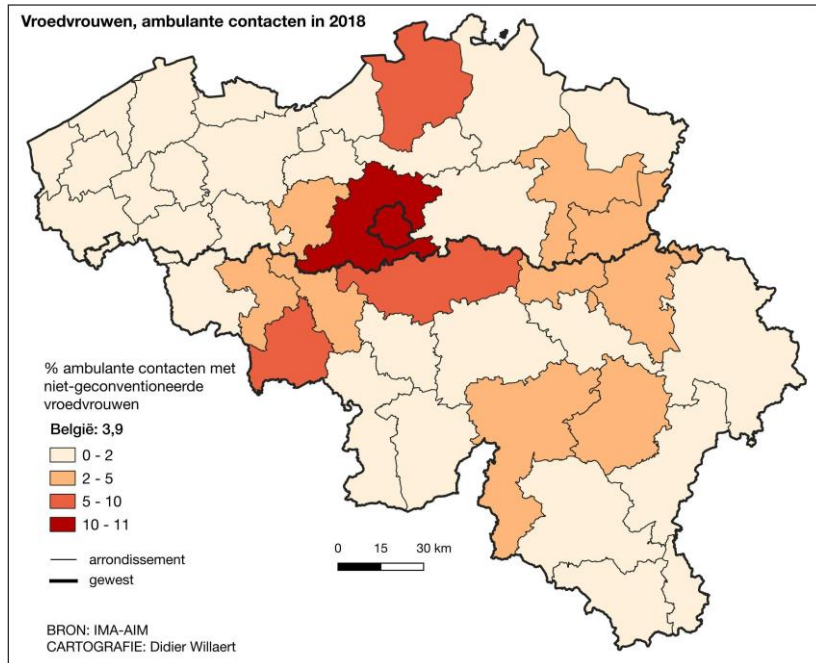 Vroedvrouwen, ambulante contacten in 2018
% ambulante contacten met
niet-geconventioneerde
vroedvrouwen
België: 3,9
0 - 2
2 - 5
5 - 10
10 - 11
arrondissement
gewest
0 15 30 km
BRON: IMA-AIM
CARTOGRAFIE: Didier Willaert